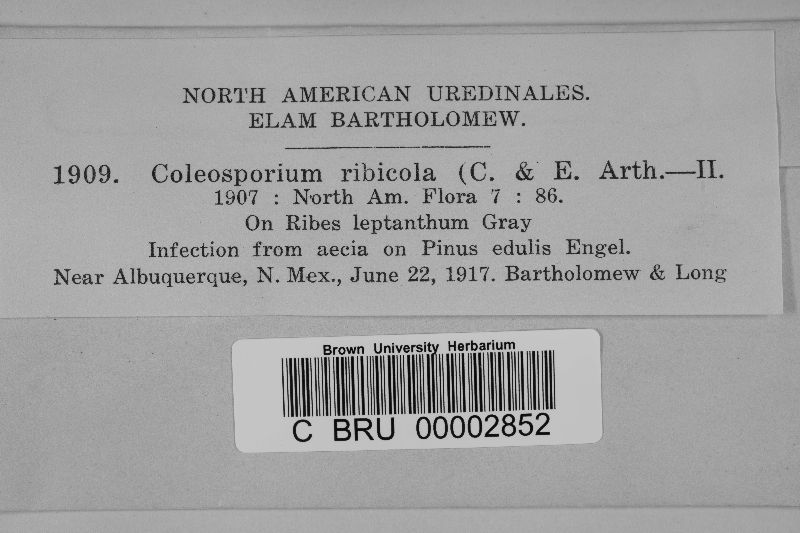 NORTH AMERICAN UREDINALES.
ELAM BARTHOLOMEW.
1909. Coleosporium ribicola (C. & E. Arth.—II.
1907 : North Am. Flora 7 : 86.
On Ribes leptanthum Gray
Infection from aecia on Pinus edulis Engel.
Near Albuquerque, N. Mex., June 22, 1917. Bartholomew & Long
Brown University Herbarium
C BRU 00002852